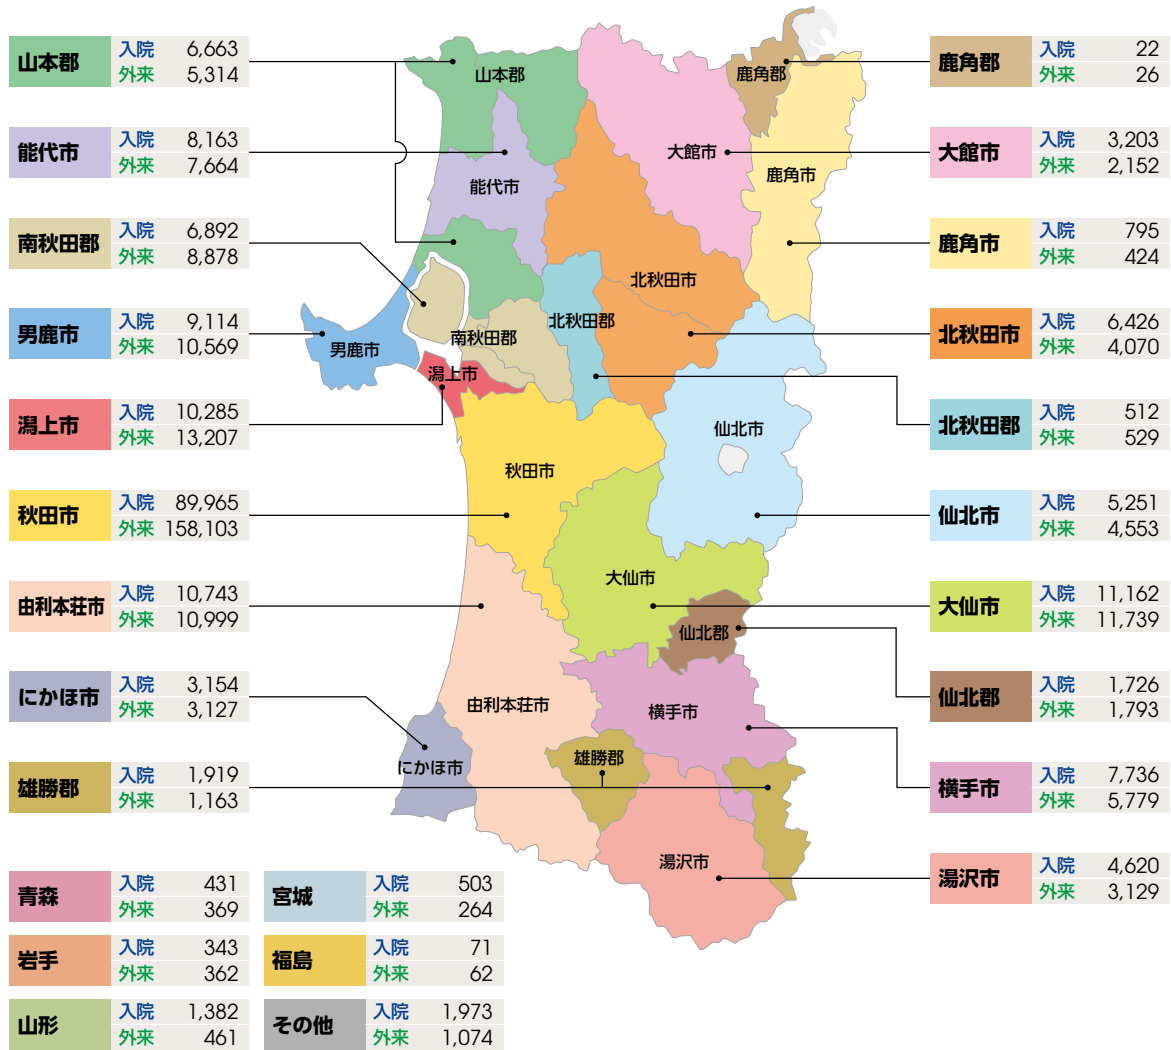 山本郡
入院 6,663
外来 5,314
能代市
入院 8,163
外来 7,664
南秋田郡
入院 6,892
外来 8,878
男鹿市
入院 9,114
外来 10,569
潟上市
入院 10,285
外来 13,207
秋田市
入院 89,965
外来 158,103
由利本荘市
入院 10,743
外来 10,999
にかほ市
入院 3,154
外来 3,127
雄勝郡
入院 1,919
外来 1,163
山本郡
鹿角郡
大館市
鹿角市
能代市
北秋田市
北秋田郡
南秋田郡
男鹿市
潟上市
仙北市
秋田市
大仙市
仙北郡
由利本荘市
横手市
雄勝郡
にかほ市
湯沢市
鹿角郡
入院 22
外来 26
大館市
入院 3,203
外来 2,152
鹿角市
入院 795
外来 424
北秋田市
入院 6,426
外来 4,070
北秋田郡
入院 512
外来 529
仙北市
入院 5,251
外来 4,553
大仙市
入院 11,162
外来 11,739
仙北郡
入院 1,726
外来 1,793
横手市
入院 7,736
外来 5,779
湯沢市
入院 4,620
外来 3,129
青森
入院 431
外来 369
宮城
入院 503
外来 264
岩手
入院 343
外来 362
福島
入院 71
外来 62
山形
入院 1,382
外来 461
その他
入院 1,973
外来 1,074